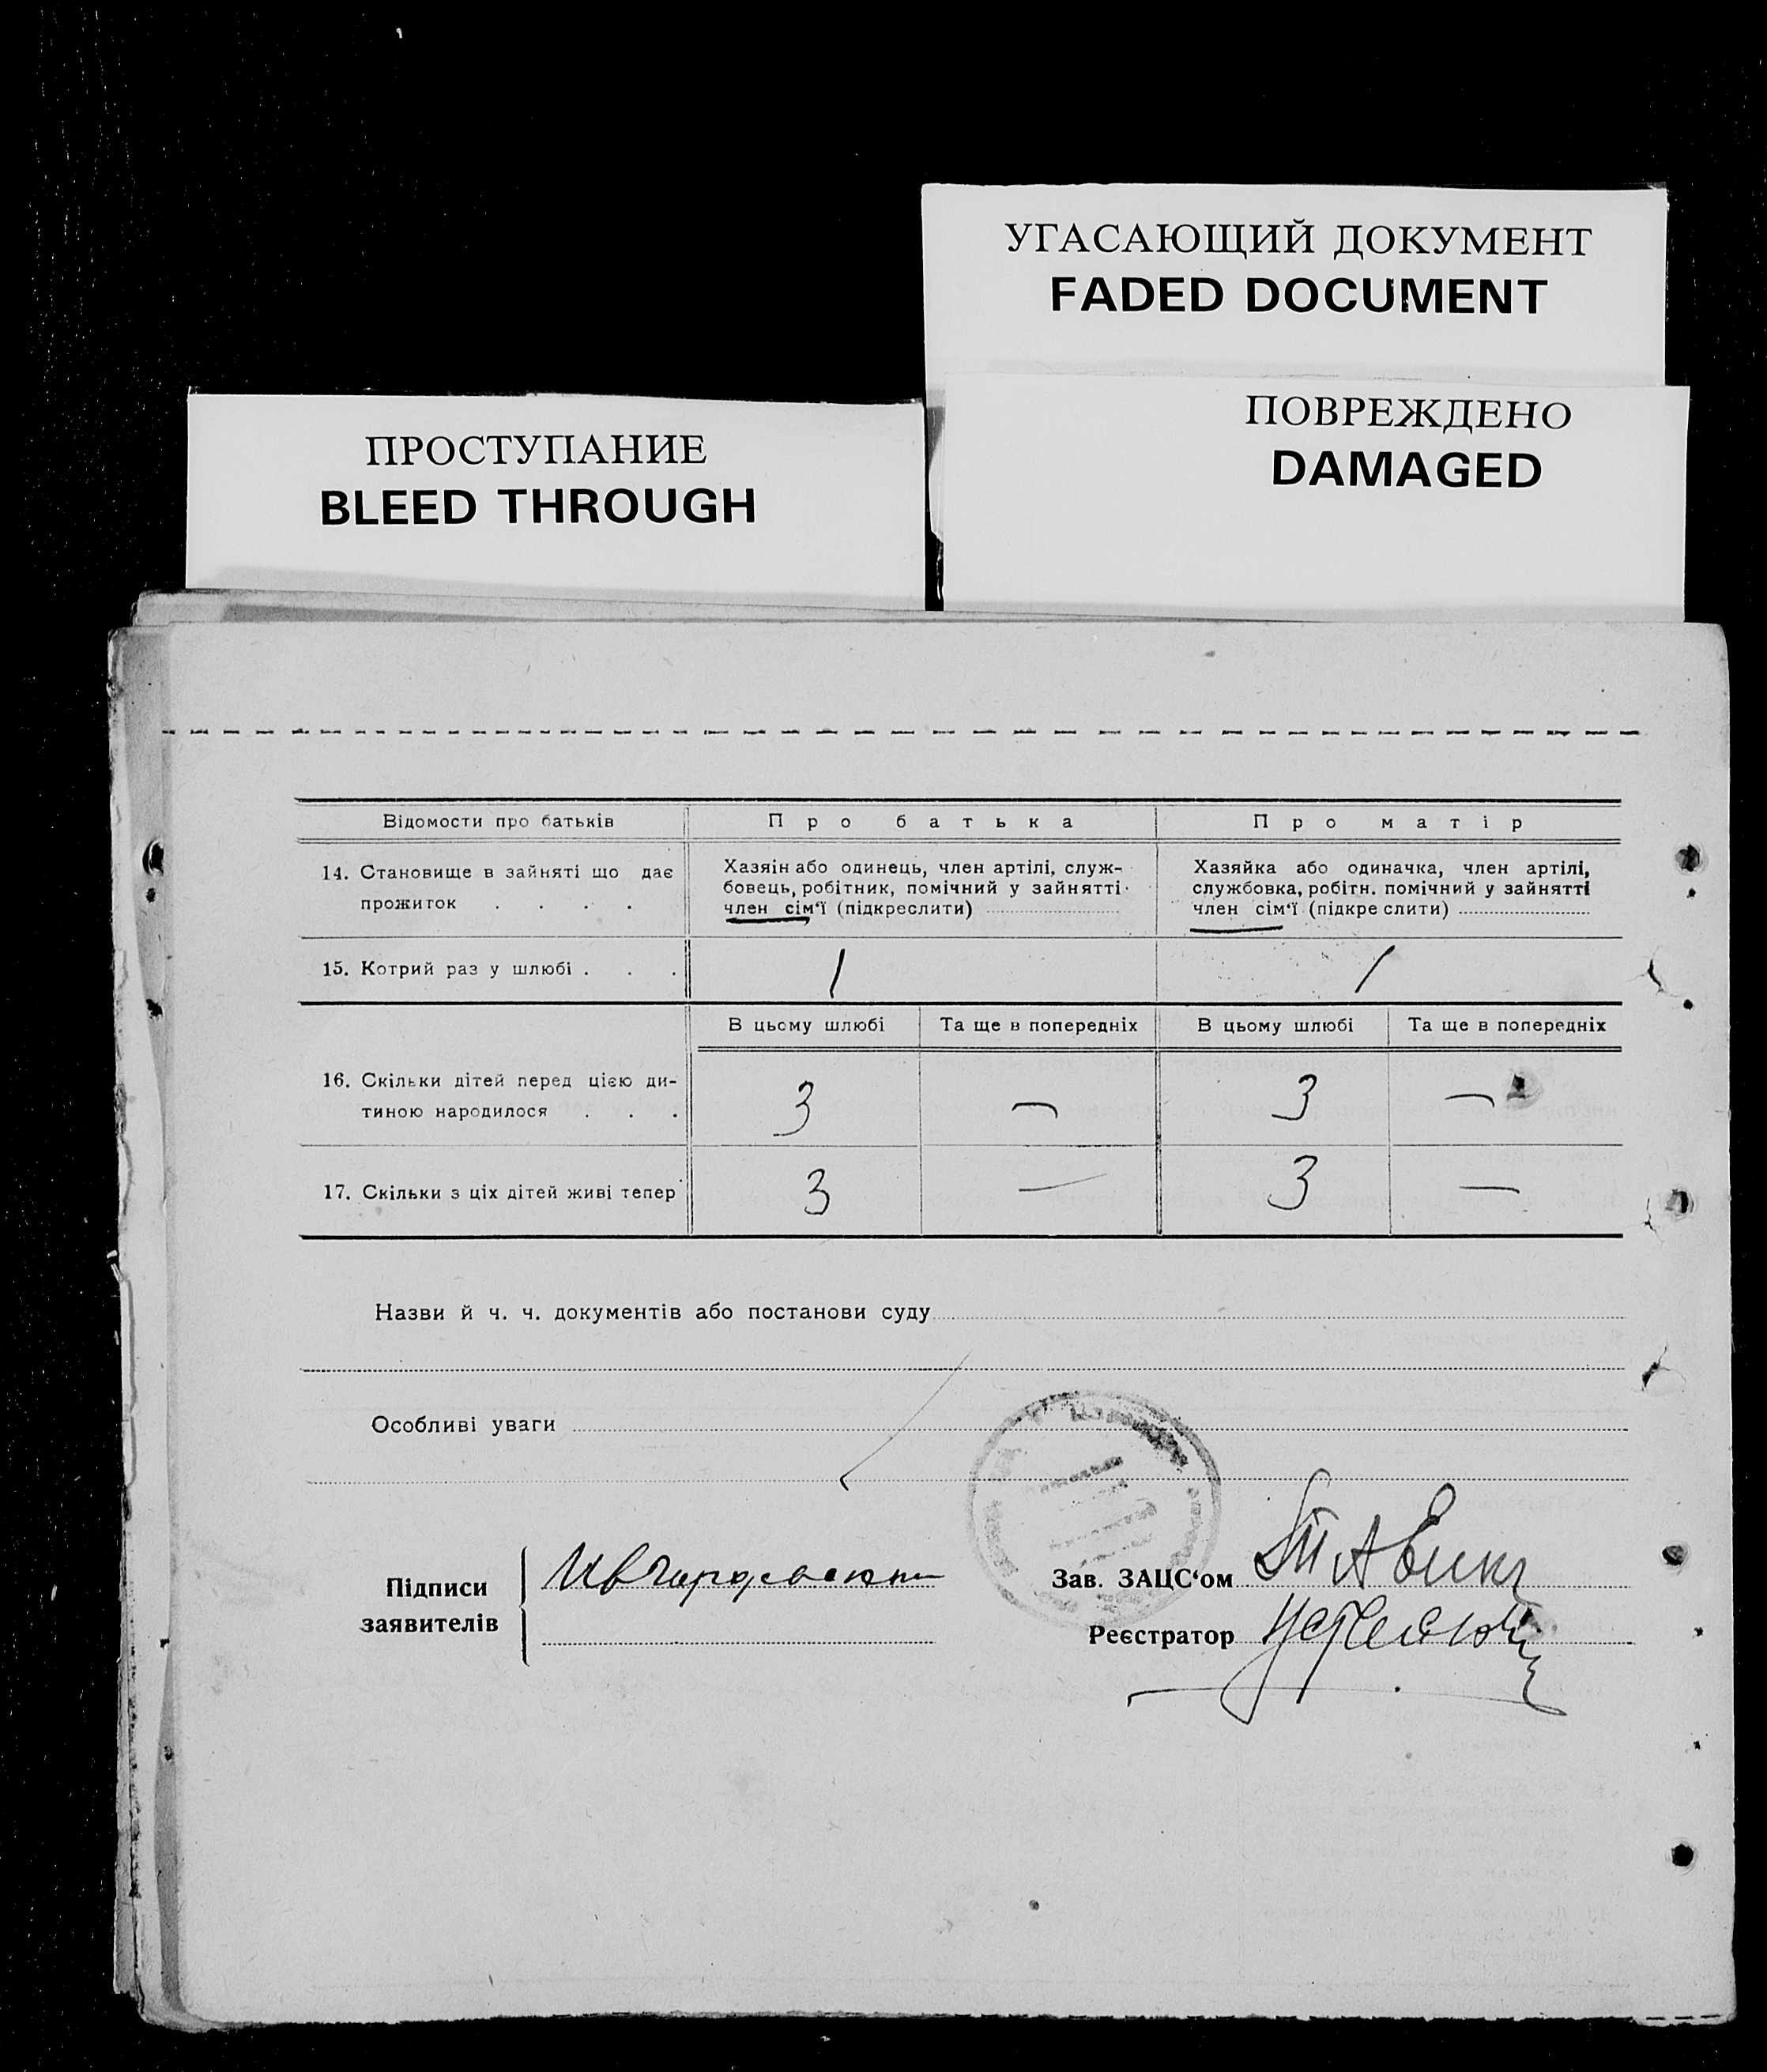 УГАСАЮЩИЙ ДОКУМЕНТ
FADED DOCUMENT
ПОВРЕЖДЕНО
DAMAGED
ПРОСТУПАНИЕ
BLEED THROUGH
Відомости про батьків Про батька Про матір
14. Становище в зайняті що дає
прожиток . . . .
Хазяін або одинець, член артілі, служ-
бовець, робітник, помічний у зайнятті
член сім‘ї (підкреслити)
Хазяйка або одиначка, член артілі,
службовка, робітн. помічний у зайнятті
член сім‘ї (підкреслити)
15. Котрий раз у шлюбі . . . 1 1
В цьому шлюбі Та ще в попередніх В цьому шлюбі Та ще в попередніх
16. Скільки дітей перед цією ди-
тиною народилося . . . 3 — 3 —
17. Скільки з ціх дітей живі тепер 3 — 3 —
Назви й ч. ч. документів або постанови суду
Особливі уваги
Підписи
заявителів
Зав. ЗАЦС‘ом
Реєстратор